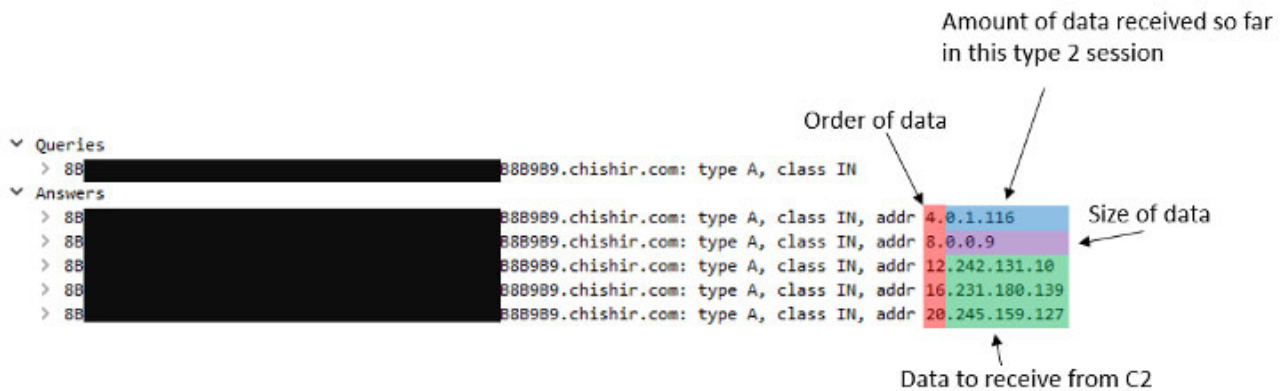 Amount of data received so far
in this type 2 session
Order of data
Queries
8B B8B9B9.chishir.com: type A, class IN
Answers
8B B8B9B9.chishir.com: type A, class IN, addr 4.0.1.116
Size of data
8B B8B9B9.chishir.com: type A, class IN, addr 8.0.0.9
8B B8B9B9.chishir.com: type A, class IN, addr 12.242.131.10
8B B8B9B9.chishir.com: type A, class IN, addr 16.231.180.139
8B B8B9B9.chishir.com: type A, class IN, addr 20.245.159.127
Data to receive from C2